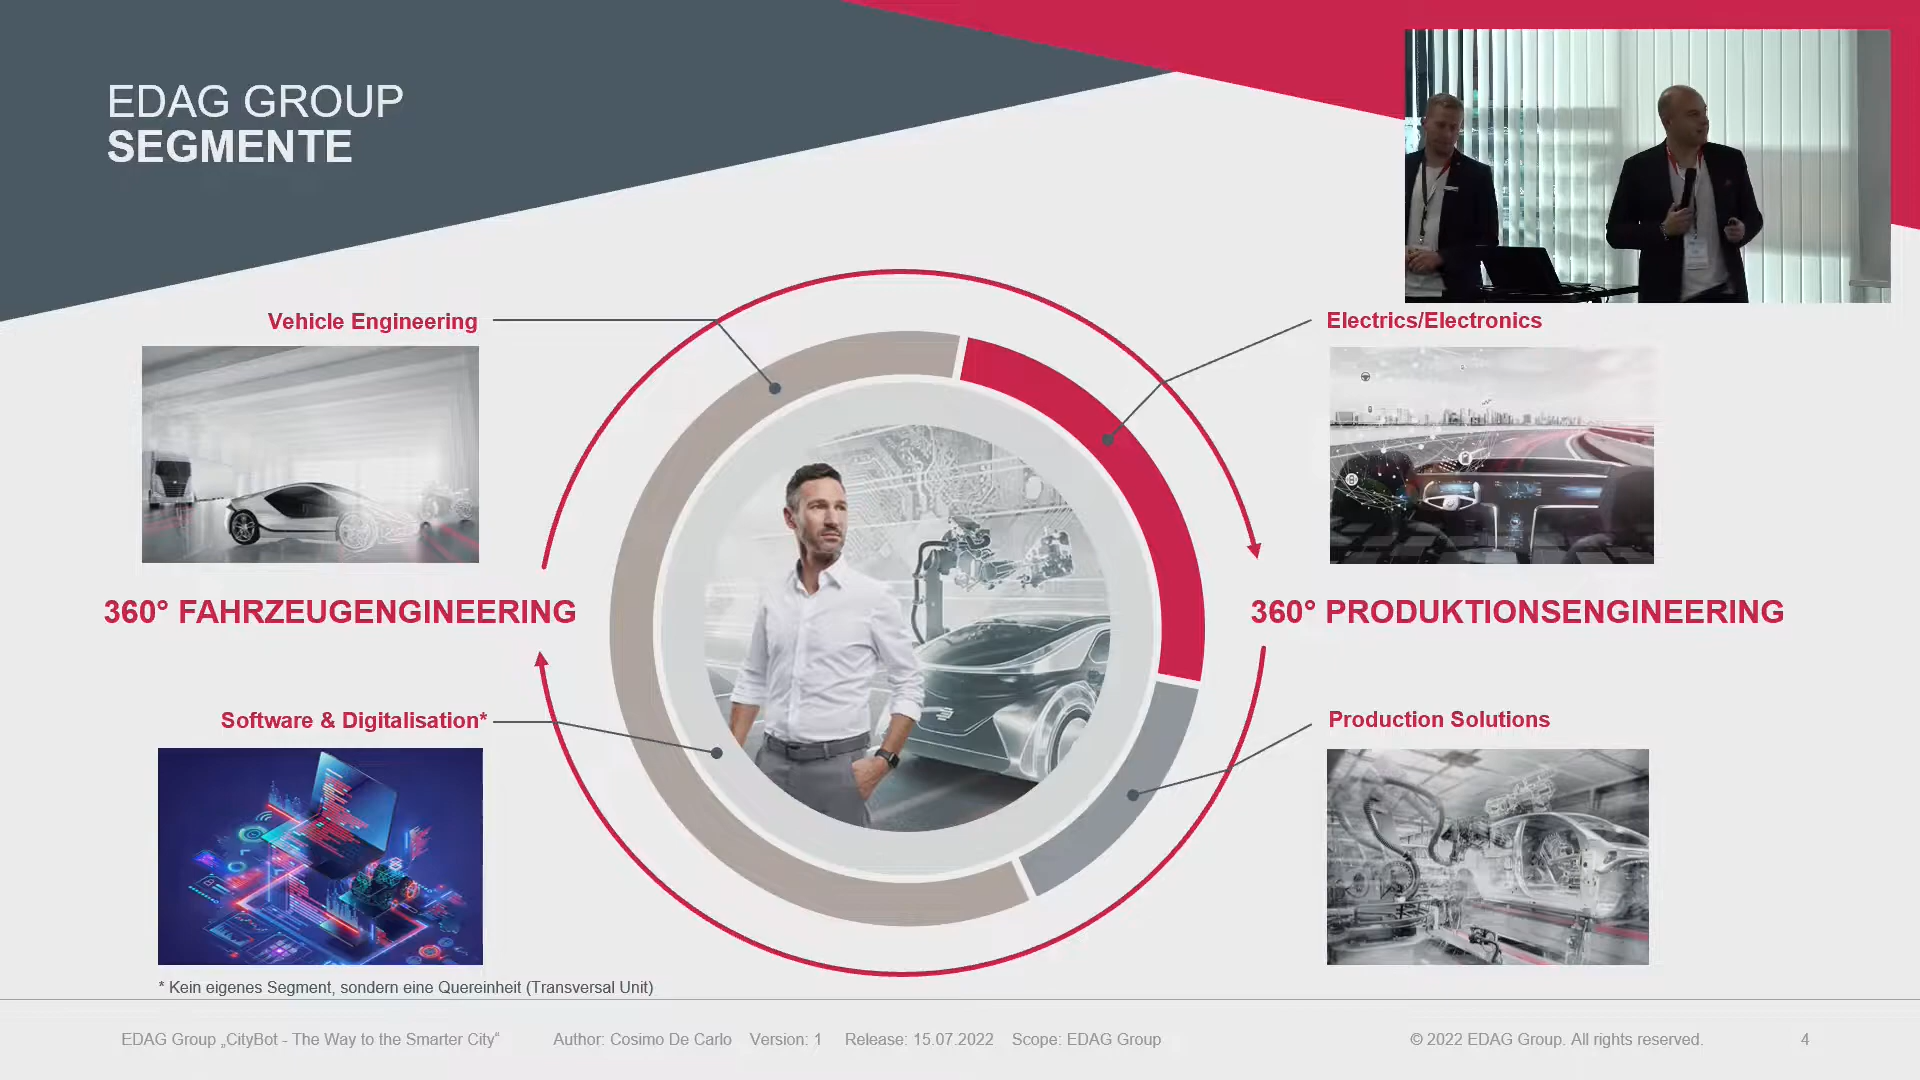 EDAG GROUP
SEGMENTE
Vehicle Engineering
Electrics/Electronics
360° FAHRZEUGENGINEERING
360° PRODUKTIONSENGINEERING
Software & Digitalisation*
Production Solutions
* Kein eigenes Segment, sondern eine Quereinheit (Transversal Unit)
EDAG Group „CityBot - The Way to the Smarter City“ Author: Cosimo De Carlo Version: 1 Release: 15.07.2022 Scope: EDAG Group © 2022 EDAG Group. All rights reserved. 4